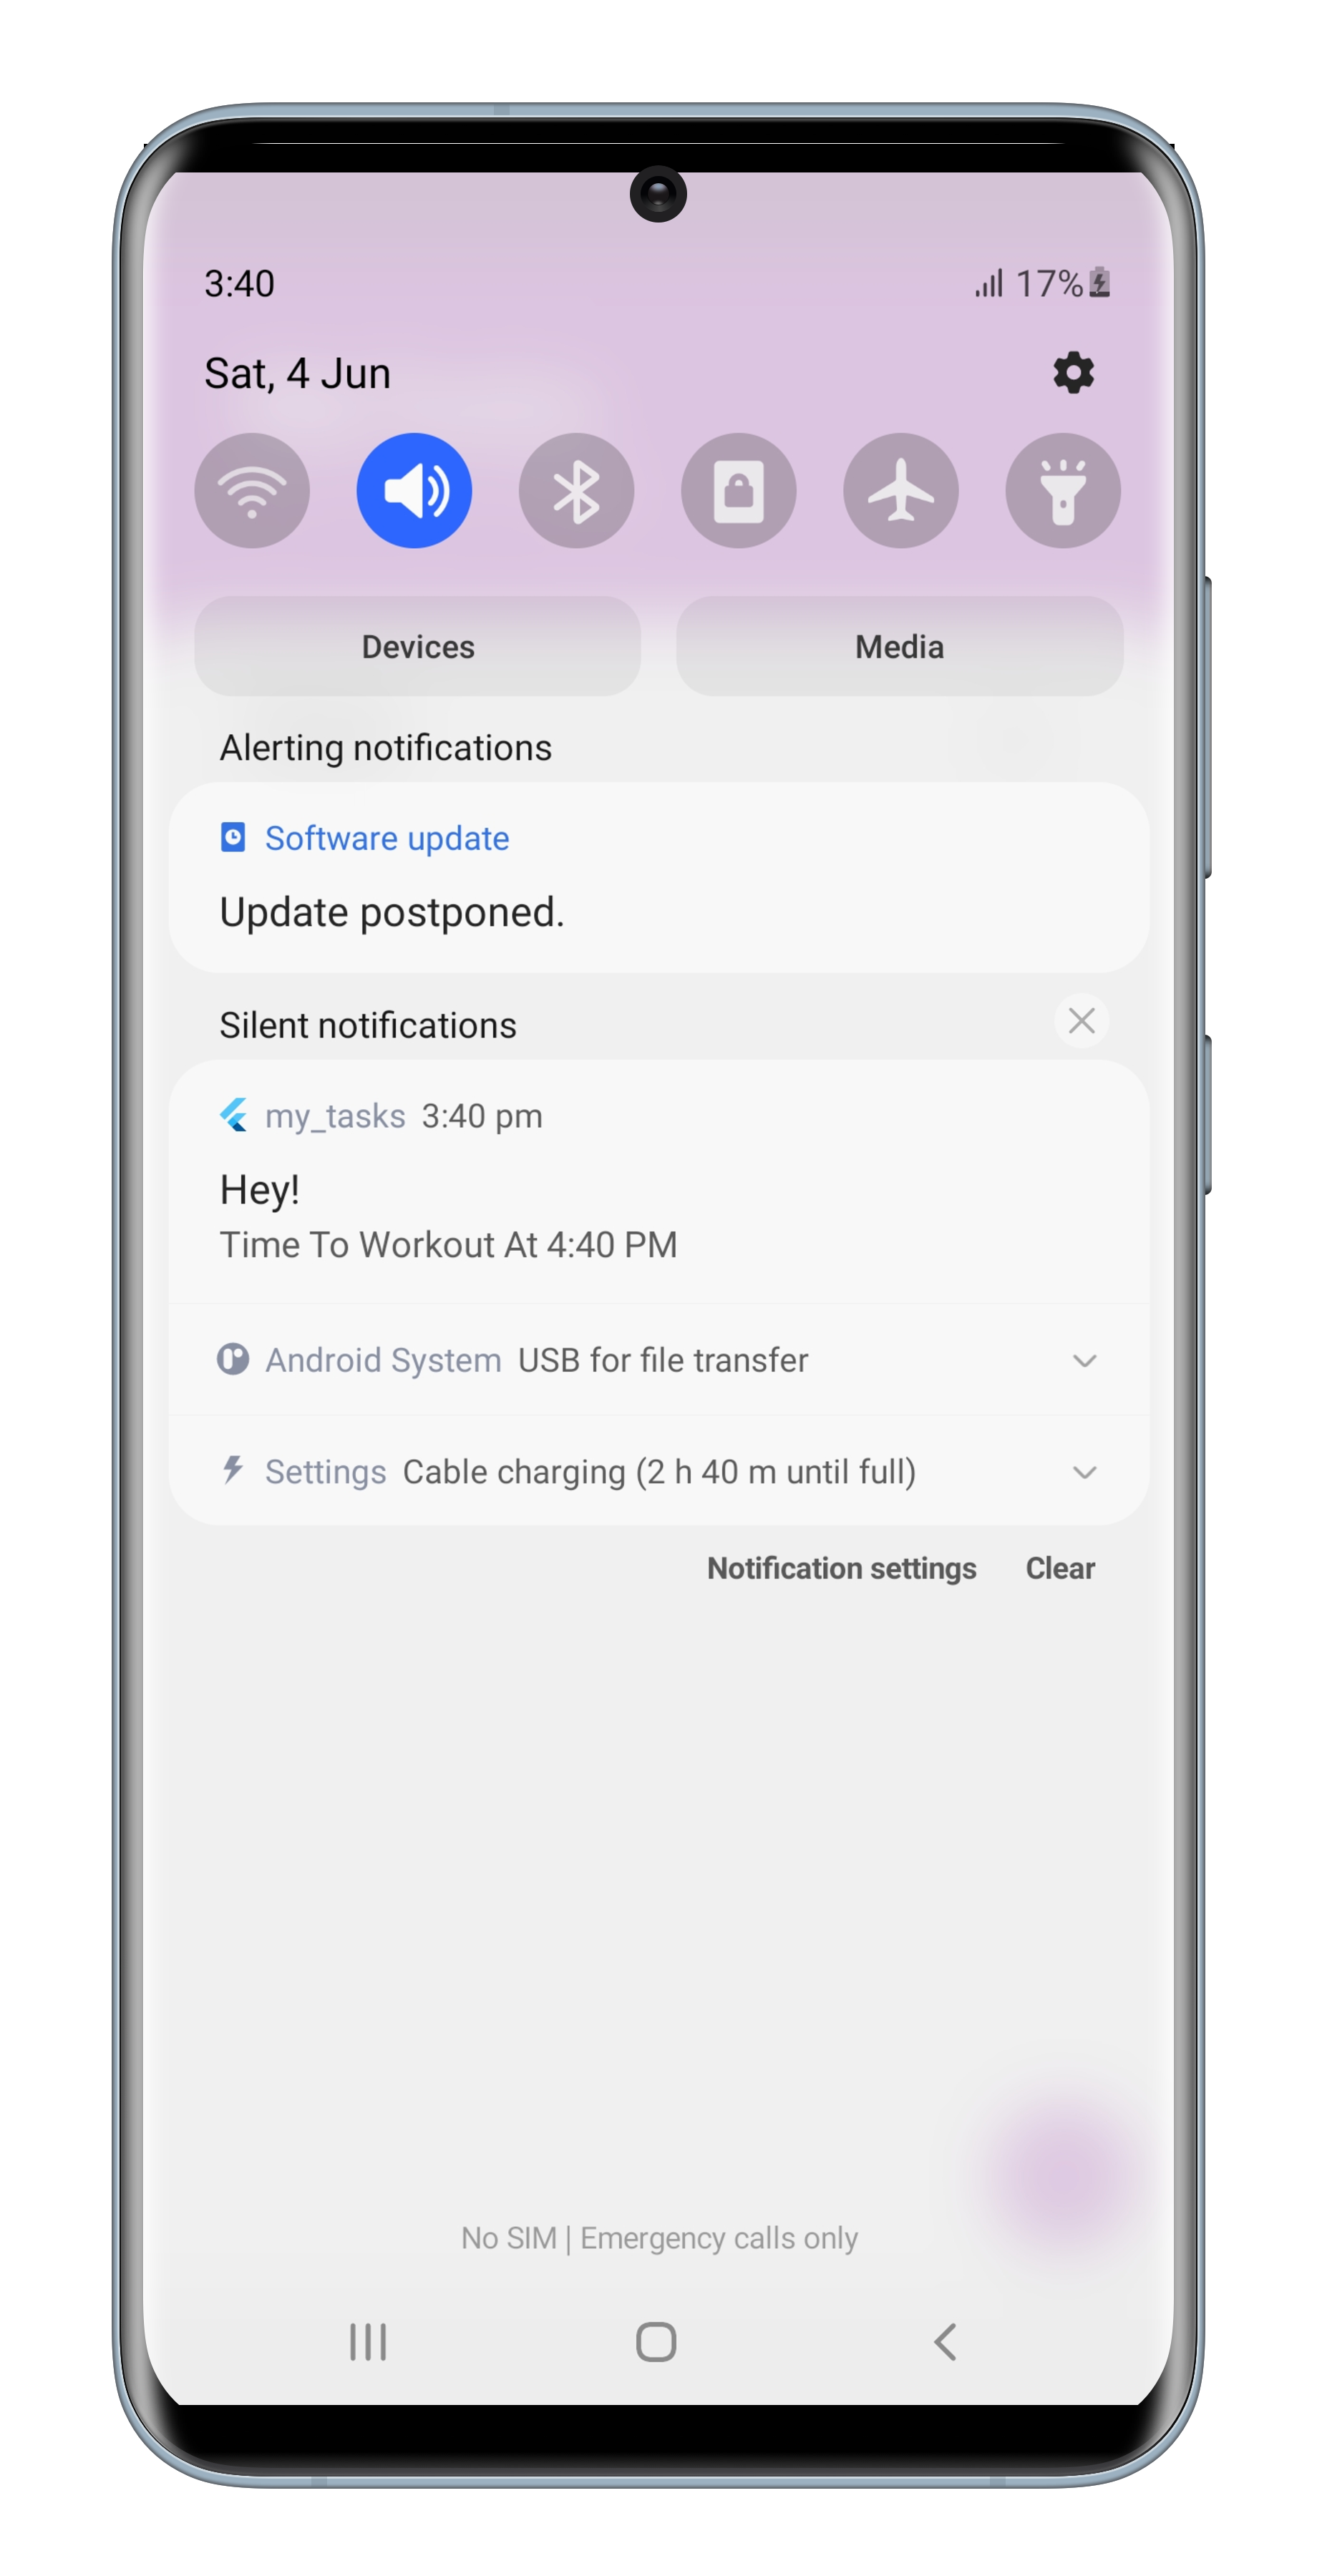 3:40
17%
Sat, 4 Jun
Devices
Media
Alerting notifications
Software update
Update postponed.
Silent notifications
my_tasks 3:40 pm
Hey!
Time To Workout At 4:40 PM
Android System USB for file transfer
Settings Cable charging (2 h 40 m until full)
Notification settings Clear
No SIM | Emergency calls only